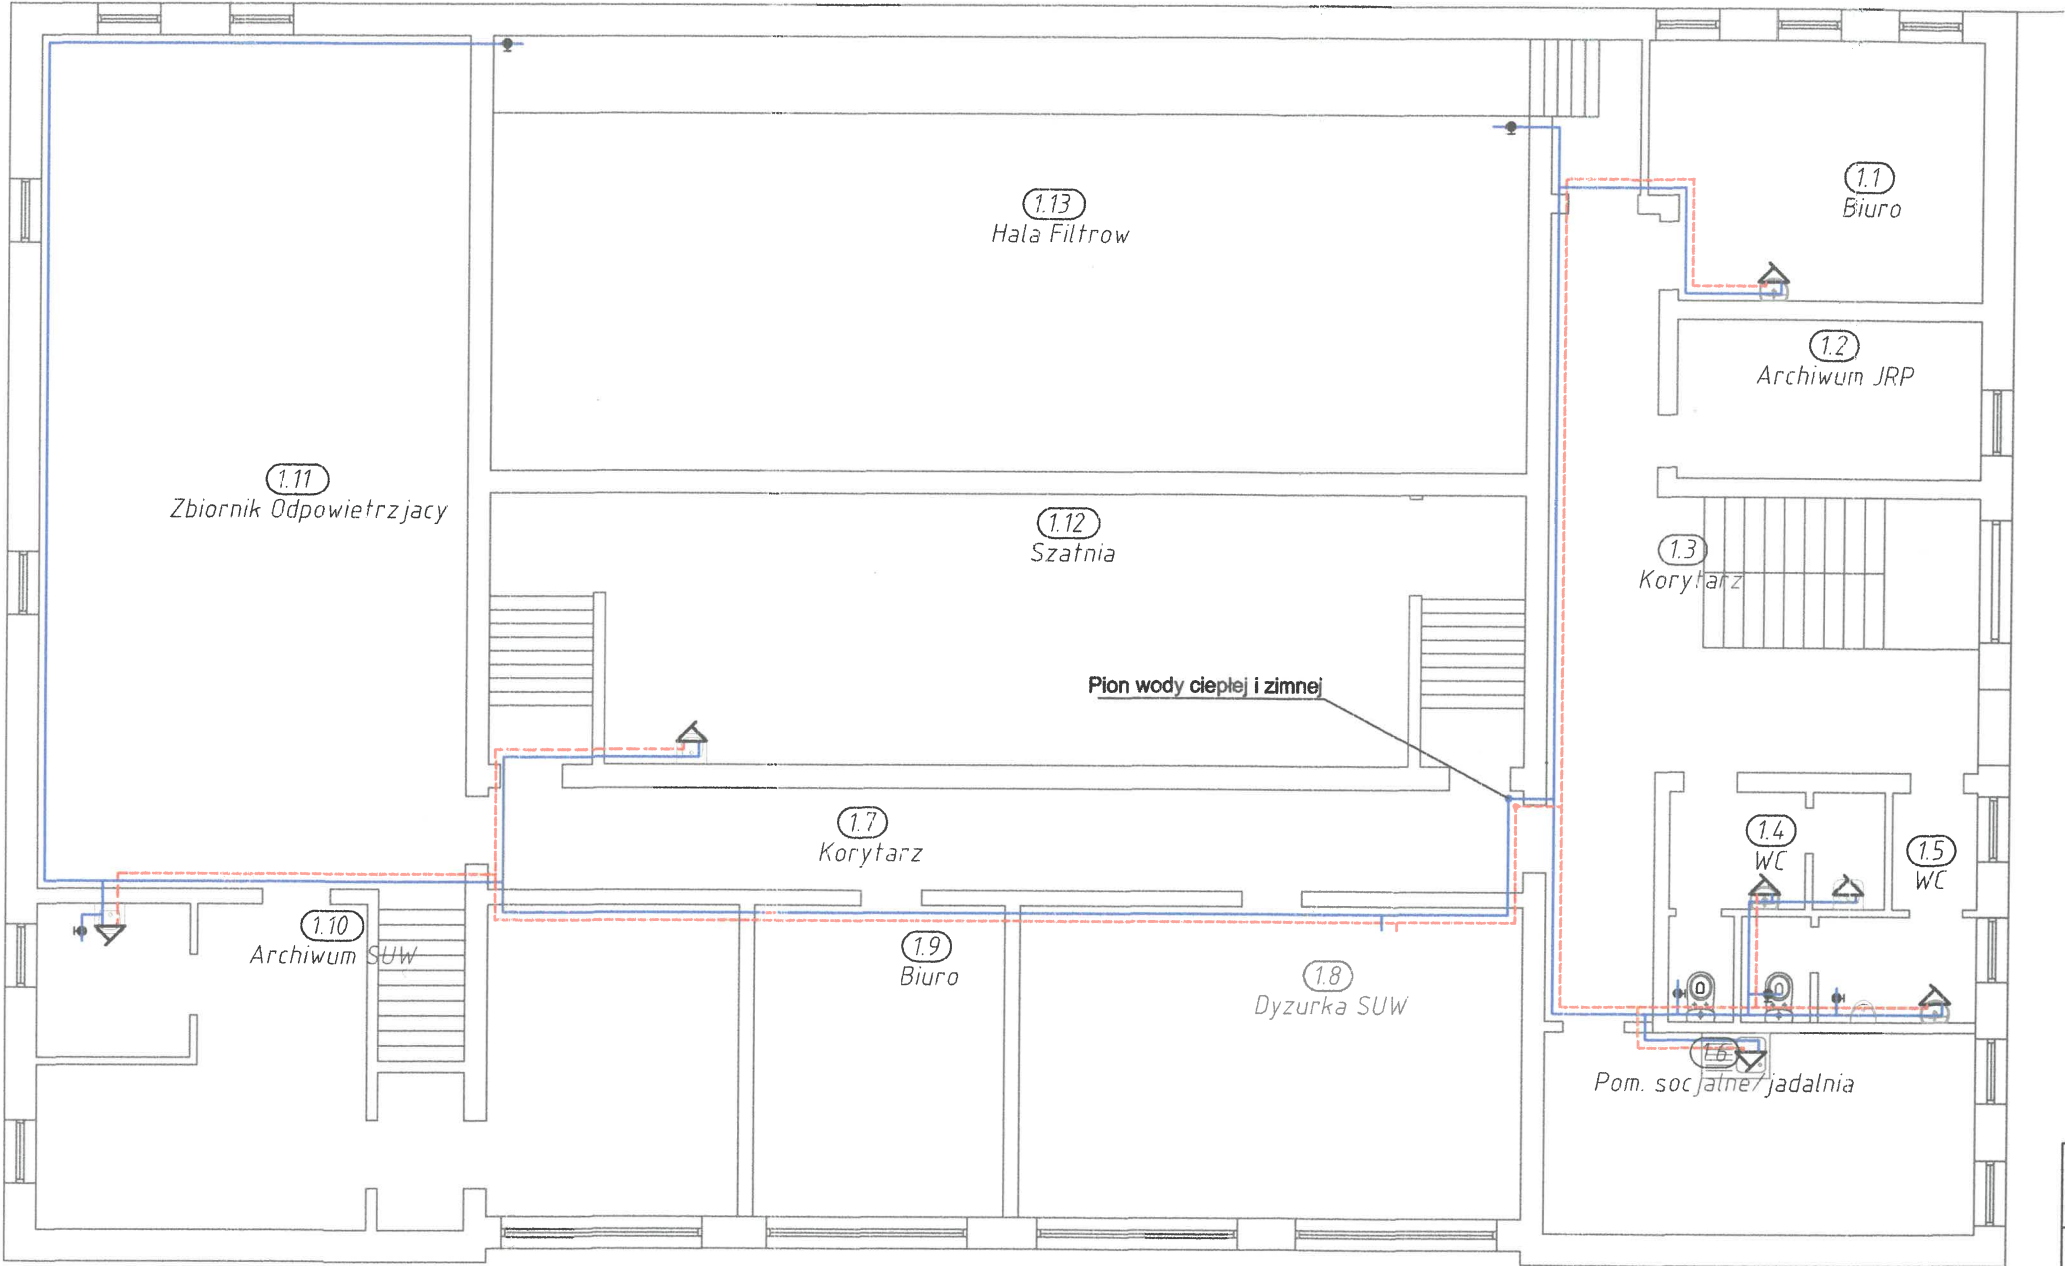 1.1
Biuro
1.13
Hala Filtrow
1.2
Archiwum JRP
1.11
Zbiornik Odpowietrzjacy
1.12
Szatnia
1.3
Korytarz
Pion wody ciepłej i zimnej
1.7
Korytarz
1.4
WC
1.5
WC
1.10
Archiwum SUW
1.9
Biuro
1.8
Dyzurka SUW
1.6
Pom. socjalne/jadalnia